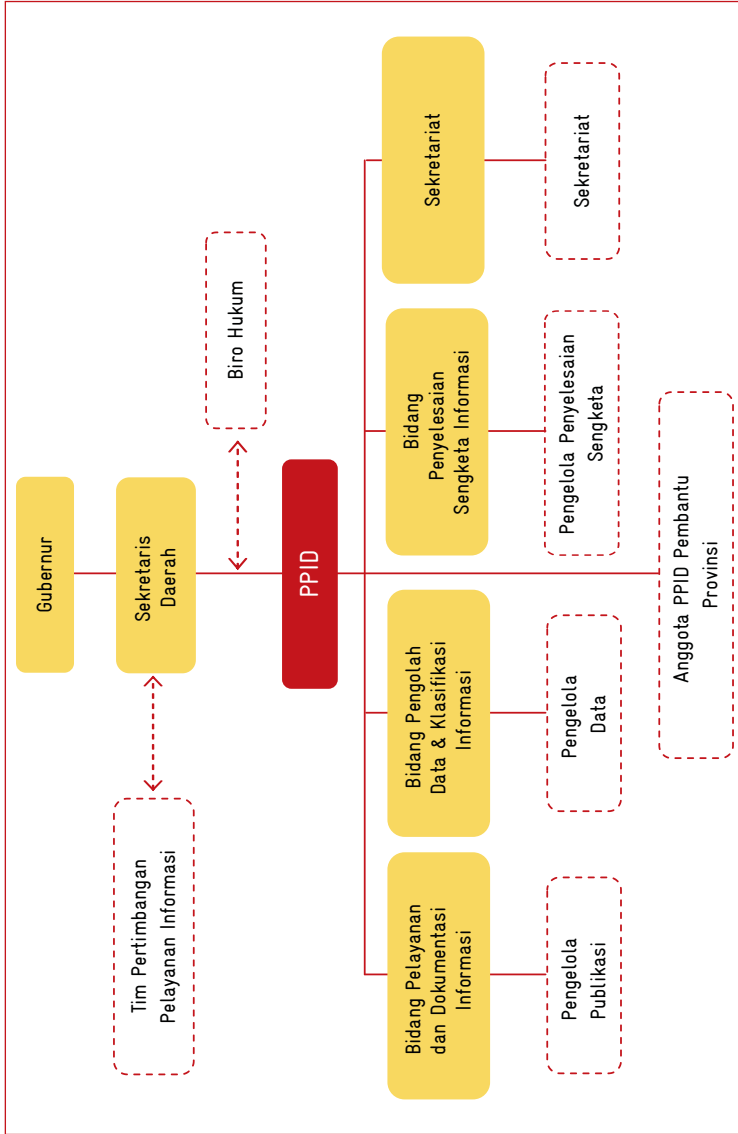 Gubernur
Sekretaris
Daerah
Tim Pertimbangan
Pelayanan Informasi
Biro Hukum
PPID
Bidang Pelayanan
dan Dokumentasi
Informasi
Bidang Pengolah
Data & Klasifikasi
Informasi
Bidang
Penyelesaian
Sengketa Informasi
Sekretariat
Pengelola
Publikasi
Pengelola
Data
Pengelola Penyelesaian
Sengketa
Sekretariat
Anggota PPID Pembantu
Provinsi